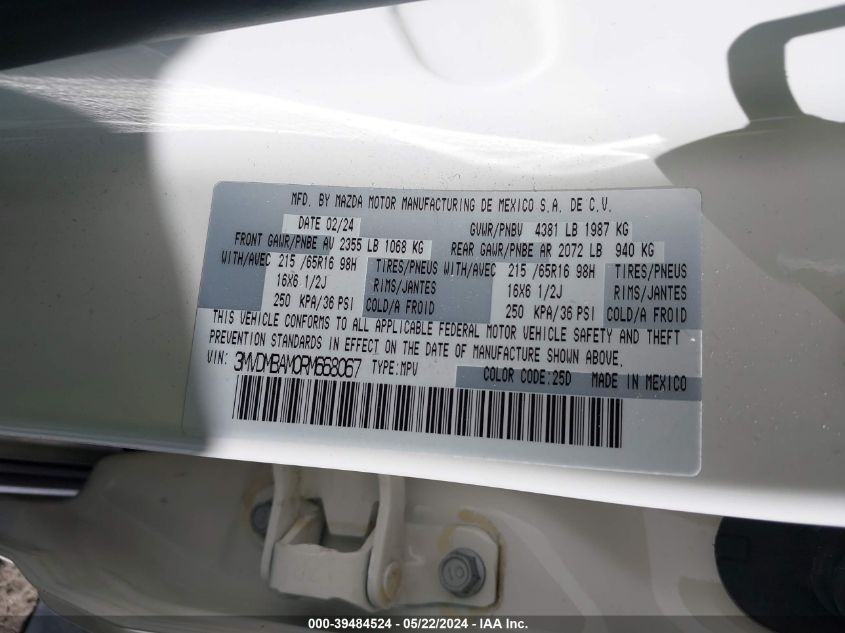 MFD. BY MAZDA MOTOR MANUFACTURING DE MEXICO S.A. DE C.V.
DATE 02/24 GVWR/PNBV 4381 LB 1987 KG
FRONT GAWR/PNBE AV 2355 LB 1068 KG REAR GAWR/PNBE AR 2072 LB 940 KG
WITH/AVEC 215 /65R16 98H TIRES/PNEUS WITH/AVEC 215 /65R16 98H TIRES/PNEUS
16X6 1/2J RIMS/JANTES 16X6 1/2J RIMS/JANTES
250 KPA/36 PSI COLD/A FROID 250 KPA/36 PSI COLD/A FROID
THIS VEHICLE CONFORMS TO ALL APPLICABLE FEDERAL MOTOR VEHICLE SAFETY AND THEFT
PREVENTION STANDARDS IN EFFECT ON THE DATE OF MANUFACTURE SHOWN ABOVE.
VIN: 3MVDMBAM0RM668067 TYPE:MPV COLOR CODE:25D MADE IN MEXICO
10
000-39484524 - 05/22/2024 - IAA Inc.